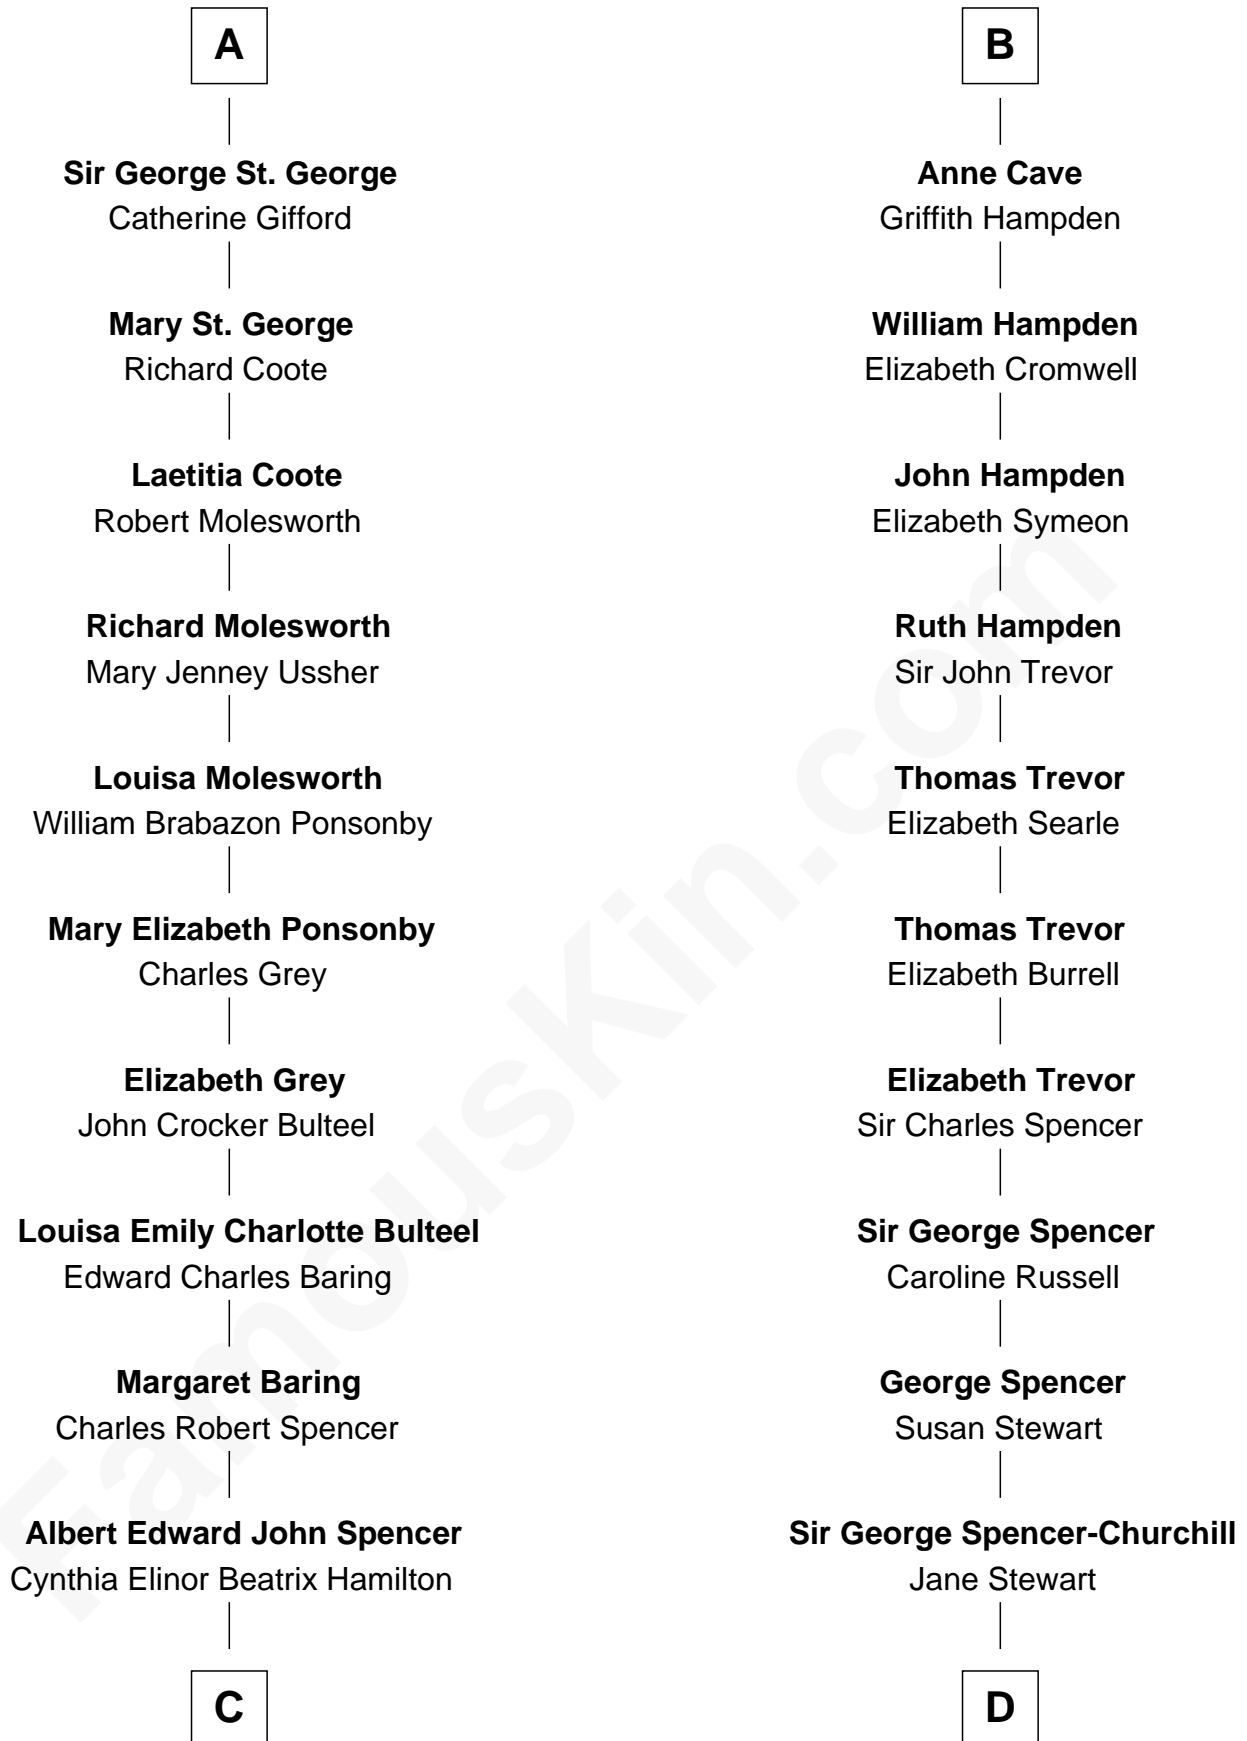 A
Sir George St. George
Catherine Gifford
Mary St. George
Richard Coote
Laetitia Coote
Robert Molesworth
Richard Molesworth
Mary Jenney Ussher
Louisa Molesworth
William Brabazon Ponsonby
Mary Elizabeth Ponsonby
Charles Grey
Elizabeth Grey
John Crocker Bulteel
Louisa Emily Charlotte Bulteel
Edward Charles Baring
Margaret Baring
Charles Robert Spencer
Albert Edward John Spencer
Cynthia Elinor Beatrix Hamilton
C
B
Anne Cave
Griffith Hampden
William Hampden
Elizabeth Cromwell
John Hampden
Elizabeth Symeon
Ruth Hampden
Sir John Trevor
Thomas Trevor
Elizabeth Searle
Thomas Trevor
Elizabeth Burrell
Elizabeth Trevor
Sir Charles Spencer
Sir George Spencer
Caroline Russell
George Spencer
Susan Stewart
Sir George Spencer-Churchill
Jane Stewart
D
FamousKin.com